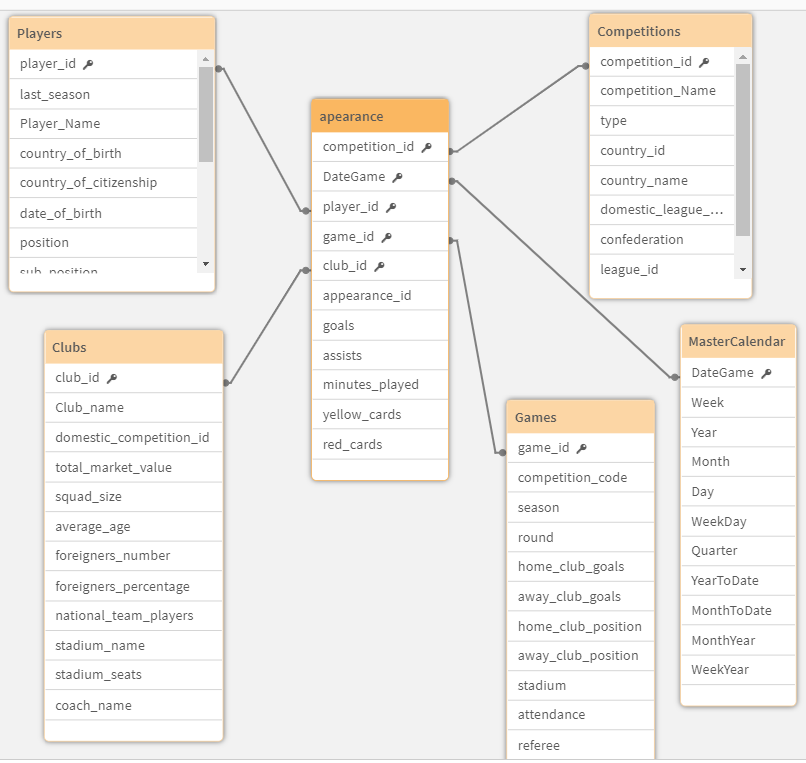 Players
player_id
last_season
Player_Name
country_of_birth
country_of_citizenship
date_of_birth
position
sub_position
Clubs
club_id
Club_name
domestic_competition_id
total_market_value
squad_size
average_age
foreigners_number
foreigners_percentage
national_team_players
stadium_name
stadium_seats
coach_name
apearance
competition_id
DateGame
player_id
game_id
club_id
appearance_id
goals
assists
minutes_played
yellow_cards
red_cards
Competitions
competition_id
competition_Name
type
country_id
country_name
domestic_league_...
confederation
league_id
Games
game_id
competition_code
season
round
home_club_goals
away_club_goals
home_club_position
away_club_position
stadium
attendance
referee
MasterCalendar
DateGame
Week
Year
Month
Day
WeekDay
Quarter
YearToDate
MonthToDate
MonthYear
WeekYear